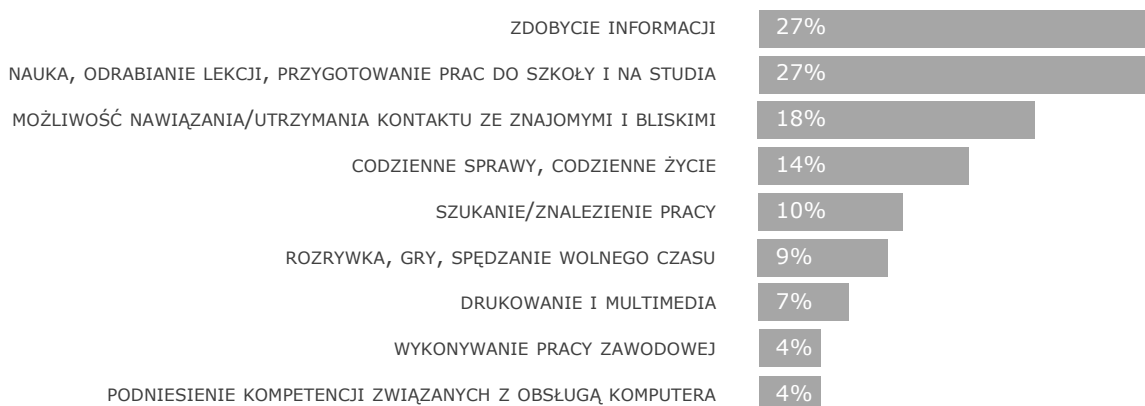 ZDOBYCIE INFORMACJI 27%
NAUKA, ODRABIANIE LEKCJI, PRZYGOTOWANIE PRAC DO SZKOŁY I NA STUDIA 27%
MOŻLIWOŚĆ NAWIĄZANIA/UTRZYMANIA KONTAKTU ZE ZNAJOMYMI I BLISKIMI 18%
CODZIENNE SPRAWY, CODZIENNE ŻYCIE 14%
SZUKANIE/ZNALEZIENIE PRACY 10%
ROZRYWKA, GRY, SPĘDZANIE WOLNEGO CZASU 9%
DRUKOWANIE I MULTIMEDIA 7%
WYKONYWANIE PRACY ZAWODOWEJ 4%
PODNIESIENIE KOMPETENCJI ZWIĄZANYCH Z OBSŁUGĄ KOMPUTERA 4%